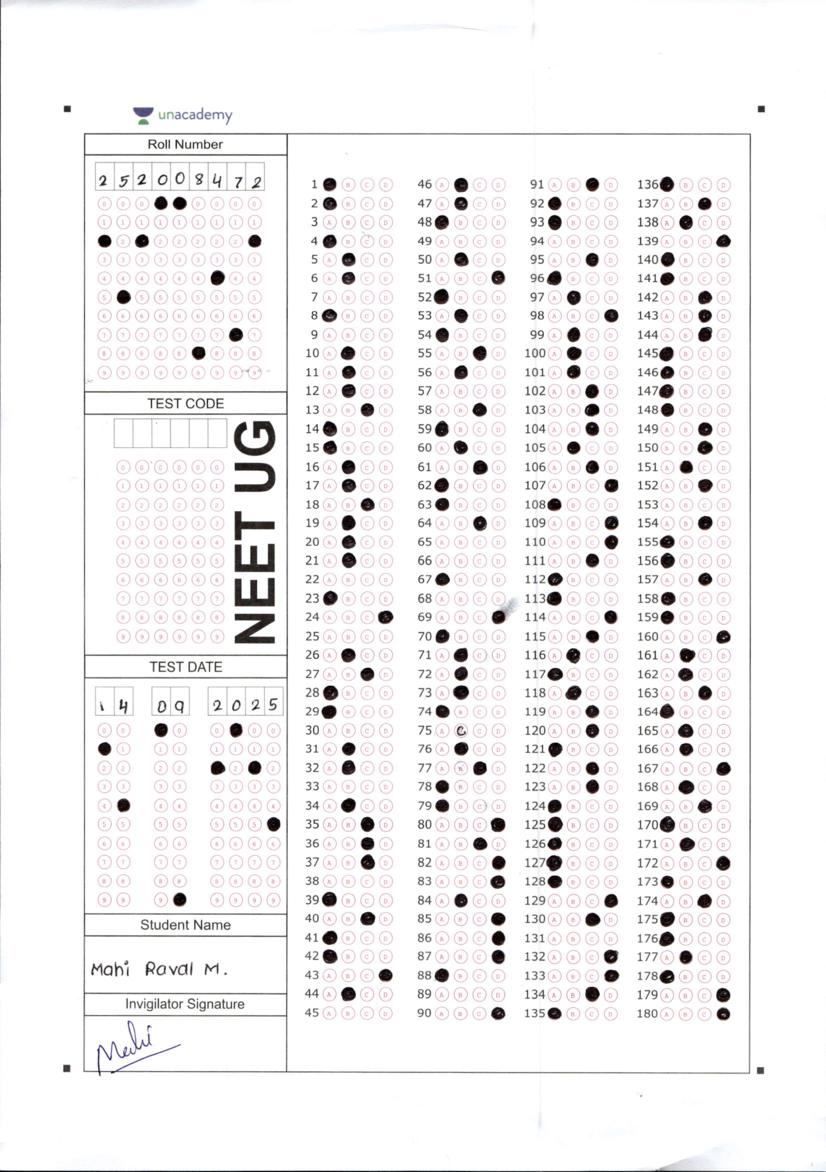 unacademy
Roll Number
2 5 2 0 0 8 4 7 2
TEST CODE
NEET UG
TEST DATE
14 09 2025
Student Name
Mahi Raval M.
Invigilator Signature
Mahi
1 B C D
2 B C D
3 A B C D
4 B C D
5 A C D
6 A C D
7 A B C D
8 B C D
9 A B C D
10 A C D
11 A C D
12 A C D
13 A B D
14 B C D
15 B C D
16 A C D
17 A C D
18 A B D
19 A C D
20 A C D
21 A C D
22 A B C D
23 B C D
24 A B C
25 A B C D
26 A C D
27 A B D
28 B C D
29 B C D
30 A B C D
31 A C D
32 A C D
33 A B C D
34 A C D
35 A B D
36 A B D
37 A B D
38 A B C D
39 B C D
40 A B D
41 B C D
42 B C D
43 A B C
44 A C D
45 A B C D
46 A C D
47 A C D
48 B C D
49 A B C D
50 A C D
51 A B C
52 B C D
53 A C D
54 B C D
55 A B D
56 A C D
57 A B C D
58 A B D
59 B C D
60 A C D
61 A B D
62 B C D
63 B C D
64 A B D
65 A B C D
66 A B C D
67 B C D
68 A B C D
69 A B C
70 B C D
71 A C D
72 A C D
73 A C D
74 B C D
75 A C D
76 A C D
77 A B D
78 B C D
79 B C D
80 A B C
81 A B D
82 A B C
83 A B C
84 A C D
85 A B C
86 A B C
87 A B C
88 B C D
89 A B C D
90 A B C
91 A B D
92 B C D
93 B C D
94 A B C D
95 A B D
96 B C D
97 A C D
98 A B C
99 A C D
100 A C D
101 A C D
102 A B D
103 A B D
104 A B D
105 A C D
106 A B D
107 A B C
108 B C D
109 A B C
110 A B C
111 A B D
112 B C D
113 B C D
114 A B C
115 A B D
116 A C D
117 B C D
118 A C D
119 A B D
120 A B D
121 B C D
122 A B D
123 A B D
124 B C D
125 B C D
126 B C D
127 B C D
128 B C D
129 A B C
130 A B D
131 A B C D
132 A B C
133 A B C
134 A B D
135 B C D
136 B C D
137 A B D
138 A C D
139 A B C
140 B C D
141 B C D
142 A B D
143 A B D
144 A B D
145 B C D
146 B C D
147 B C D
148 B C D
149 A B D
150 A B D
151 A C D
152 A B D
153 A B C D
154 A B D
155 B C D
156 B C D
157 A B D
158 B C D
159 B C D
160 A B C
161 A C D
162 A C D
163 A B D
164 B C D
165 A C D
166 A C D
167 A B C
168 A C D
169 A B D
170 B C D
171 A C D
172 A B C
173 B C D
174 A B D
175 B C D
176 B C D
177 A C D
178 B C D
179 A B C
180 A B C